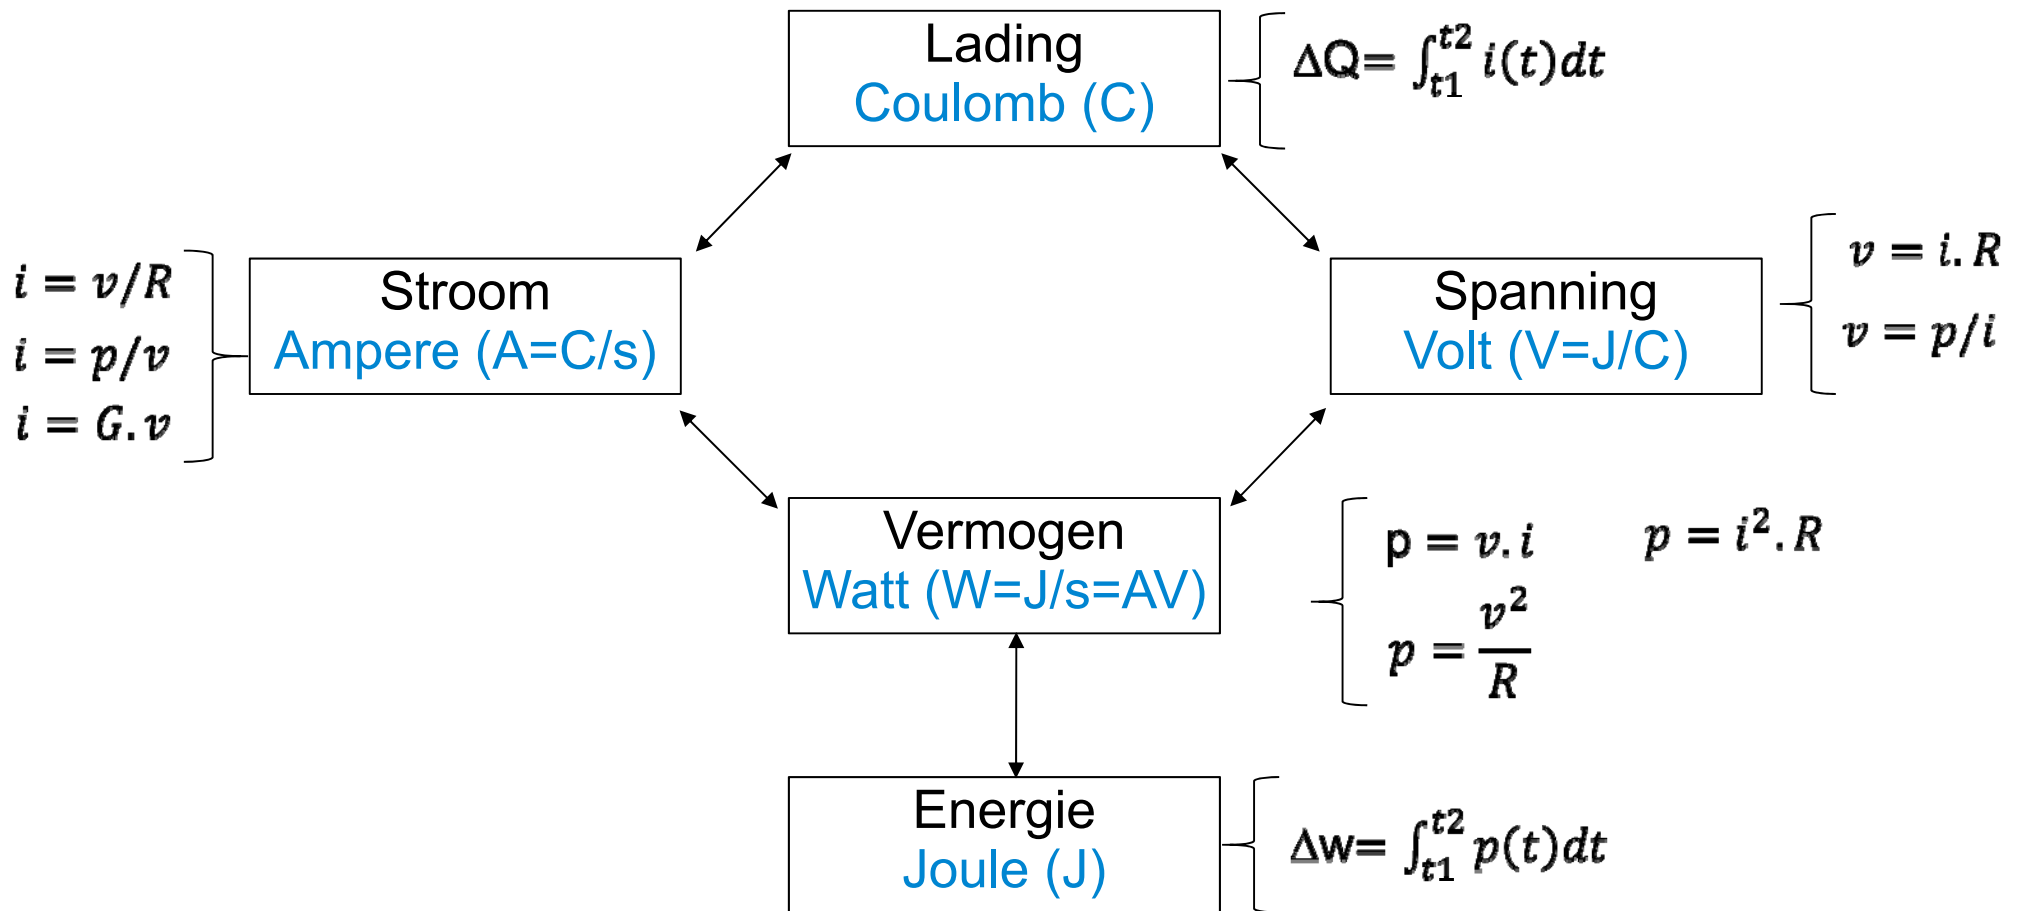 Lading
Coulomb (C)
ΔQ= ∫_{t1}^{t2} i(t)dt
i = v/R
i = p/v
i = G.v
Stroom
Ampere (A=C/s)
Spanning
Volt (V=J/C)
v = i.R
v = p/i
Vermogen
Watt (W=J/s=AV)
p = v.i p = i².R
p = v²/R
Energie
Joule (J)
Δw= ∫_{t1}^{t2} p(t)dt